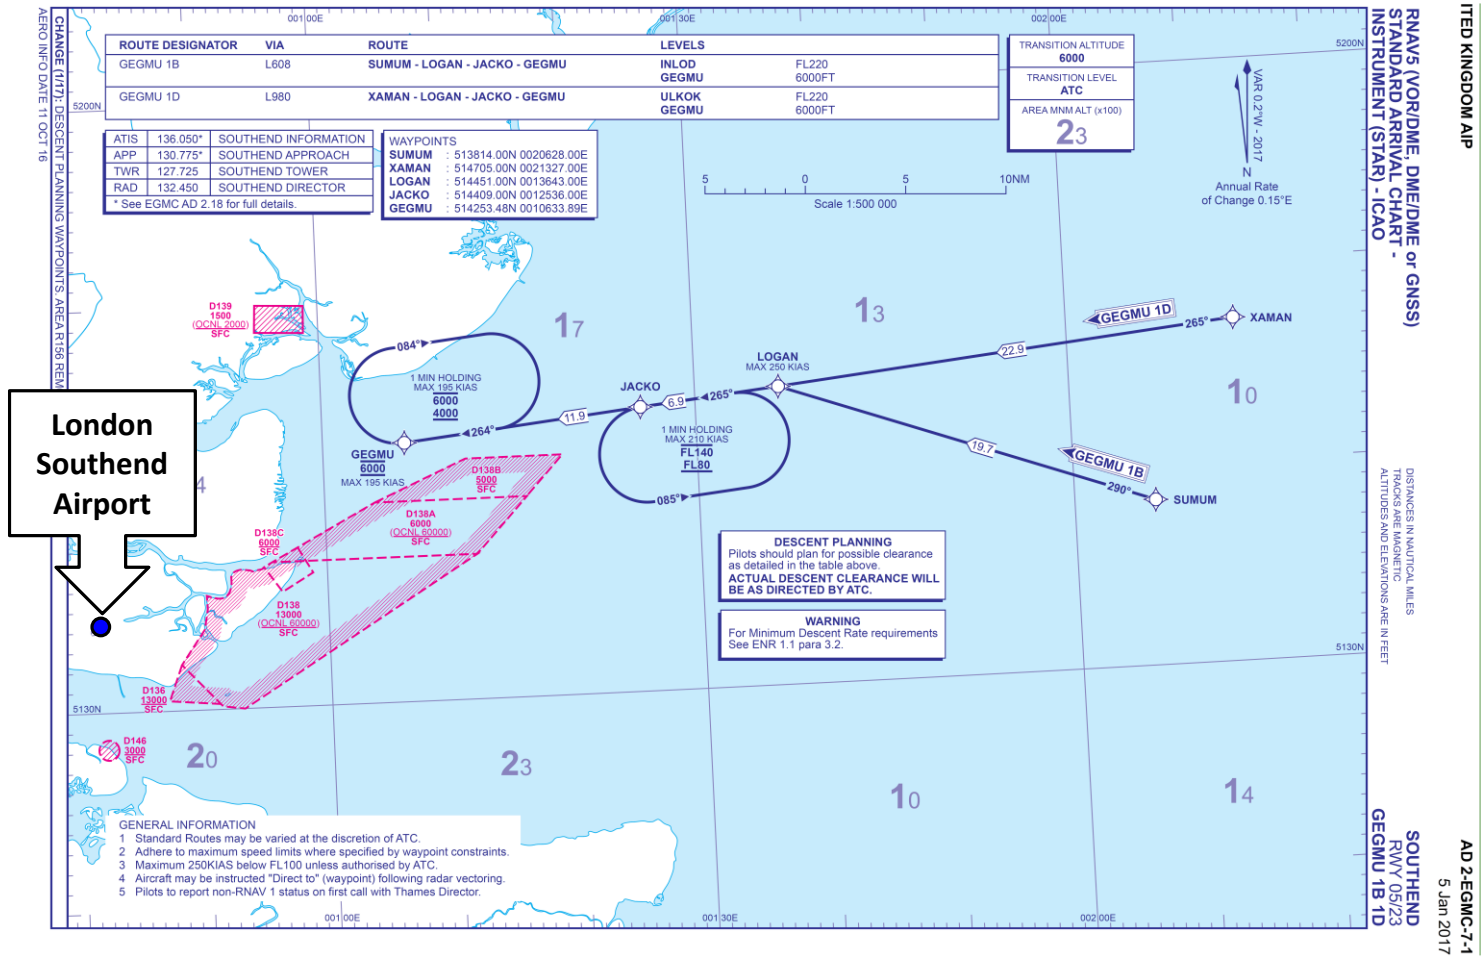 ITED KINGDOM AIP
AD 2-EGMC-7-1
5 Jan 2017
RNAV5 (VOR/DME, DME/DME or GNSS)
STANDARD ARRIVAL CHART -
INSTRUMENT (STAR) - ICAO
SOUTHEND
RWY 05/23
GEGMU 1B 1D
DISTANCES IN NAUTICAL MILES
TRACKS ARE MAGNETIC
ALTITUDES AND ELEVATIONS ARE IN FEET
CHANGE (1/17): DESCENT PLANNING WAYPOINTS. AREA R156 REM
AERO INFO DATE 11 OCT 16
001 00E
001 30E
002 00E
5200N
5200N
ROUTE DESIGNATOR VIA ROUTE LEVELS
GEGMU 1B L608 SUMUM - LOGAN - JACKO - GEGMU INLOD FL220
GEGMU 6000FT
GEGMU 1D L980 XAMAN - LOGAN - JACKO - GEGMU ULKOK FL220
GEGMU 6000FT
TRANSITION ALTITUDE
6000
TRANSITION LEVEL
ATC
AREA MNM ALT (x100)
23
VAR 0.2°W - 2017
N
Annual Rate
of Change 0.15°E
ATIS 136.050* SOUTHEND INFORMATION
APP 130.775* SOUTHEND APPROACH
TWR 127.725 SOUTHEND TOWER
RAD 132.450 SOUTHEND DIRECTOR
* See EGMC AD 2.18 for full details.
WAYPOINTS
SUMUM : 513814.00N 0020628.00E
XAMAN : 514705.00N 0021327.00E
LOGAN : 514451.00N 0013643.00E
JACKO : 514409.00N 0012536.00E
GEGMU : 514253.48N 0010633.89E
5 0 5 10NM
Scale 1:500 000
D139
1500
(OCNL 2000)
SFC
17
13
10
4
GEGMU 1D
265°
XAMAN
22.9
LOGAN
MAX 250 KIAS
084°
1 MIN HOLDING
MAX 195 KIAS
6000
4000
JACKO
6.9
265°
11.9
264°
GEGMU
6000
MAX 195 KIAS
1 MIN HOLDING
MAX 210 KIAS
FL140
FL80
085°
19.7
GEGMU 1B
290°
SUMUM
London
Southend
Airport
D138B
5000
SFC
D138A
6000
(OCNL 60000)
SFC
D138C
6000
SFC
D138
13000
(OCNL 60000)
SFC
D136
13000
SFC
D146
3000
SFC
DESCENT PLANNING
Pilots should plan for possible clearance
as detailed in the table above.
ACTUAL DESCENT CLEARANCE WILL
BE AS DIRECTED BY ATC.
WARNING
For Minimum Descent Rate requirements
See ENR 1.1 para 3.2.
5130N
5130N
20
23
10
14
GENERAL INFORMATION
1 Standard Routes may be varied at the discretion of ATC.
2 Adhere to maximum speed limits where specified by waypoint constraints.
3 Maximum 250KIAS below FL100 unless authorised by ATC.
4 Aircraft may be instructed "Direct to" (waypoint) following radar vectoring.
5 Pilots to report non-RNAV 1 status on first call with Thames Director.
001 00E
001 30E
002 00E